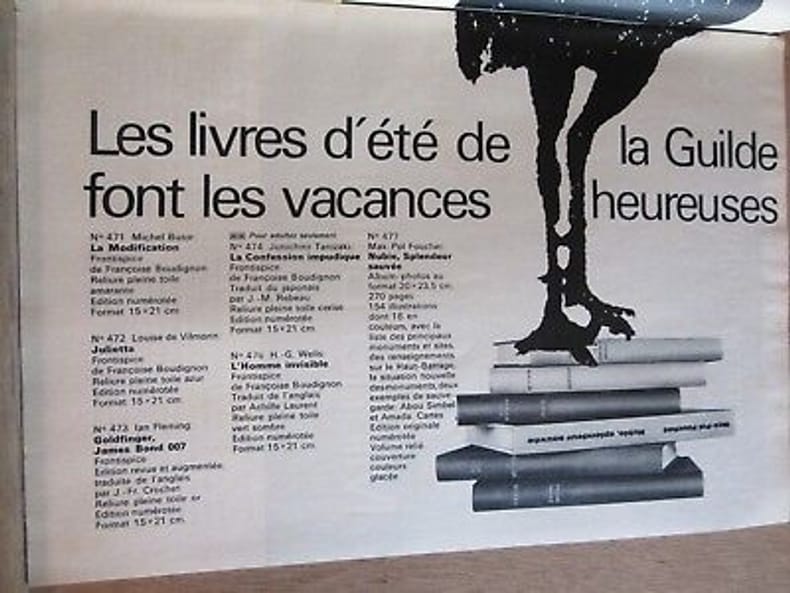 Les livres d'été de la Guilde
font les vacances heureuses
N° 471 Michel Butor
La Modification
Frontispice
de Françoise Boudignon
Reliure pleine toile
amarante
Edition numérotée
Format 15×21 cm.
N° 472 Louise de Vilmorin
Julietta
Frontispice
de Françoise Boudignon
Reliure pleine toile azur
Edition numérotée
Format 15×21 cm.
N° 473 Ian Fleming
Goldfinger,
James Bond 007
Frontispice
Edition revue et augmentée,
traduite de l'anglais
par J.-Fr. Crochet
Reliure pleine toile or
Edition numérotée
Format 15×21 cm.
Pour adultes seulement
N° 474 Junichiro Tanizaki
La Confession impudique
Frontispice
de Françoise Boudignon
Traduit du japonais
par J.-M. Rebeau
Reliure pleine toile cerise
Edition numérotée
Format 15×21 cm.
H.-G. Wells
L'Homme invisible
Frontispice
de Françoise Boudignon
Traduit de l'anglais
par Achille Laurent
Reliure pleine toile
vert sombre
Edition numérotée
Format 15×21 cm.
N° 477
Max-Pol Fouchet
Nubie, Splendeur
sauvée
Album-photos au
format 20×23,5 cm.
270 pages
154 illustrations
dont 16 en
couleurs, avec la
liste des principaux
monuments et sites,
des renseignements
sur le Haut-Barrage,
la situation nouvelle
des monuments, deux
exemples de sauve-
garde: Abou Simbel
et Amada. Cartes
Edition originale
numérotée
Volume relié
couverture
couleurs
glacée
Max-Pol Fouchet Nubie, splendeur sauvée